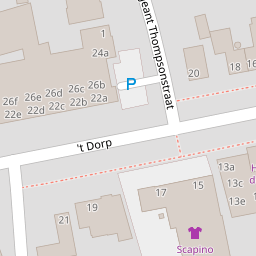 1
24a
geant Thompsonstraat
P
20
18
16
26f 26e 26d 26c 26b
22e 22d 22c 22b 22a
't Dorp
13a
13c
13e
H
d
17
15
19
21
Scapino